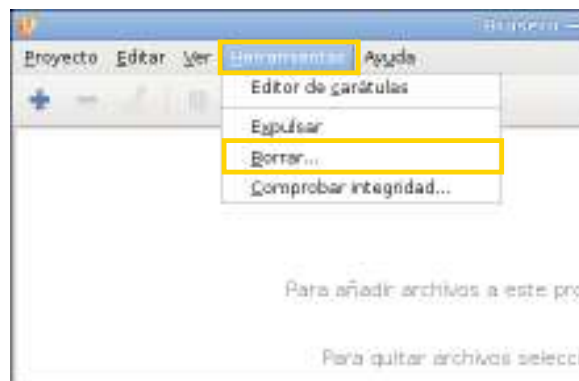 Brasero —
Proyecto Editar Ver Herramientas Ayuda
Editor de carátulas
Expulsar
Borrar...
Comprobar integridad...
Para añadir archivos a este pro
Para quitar archivos selecci